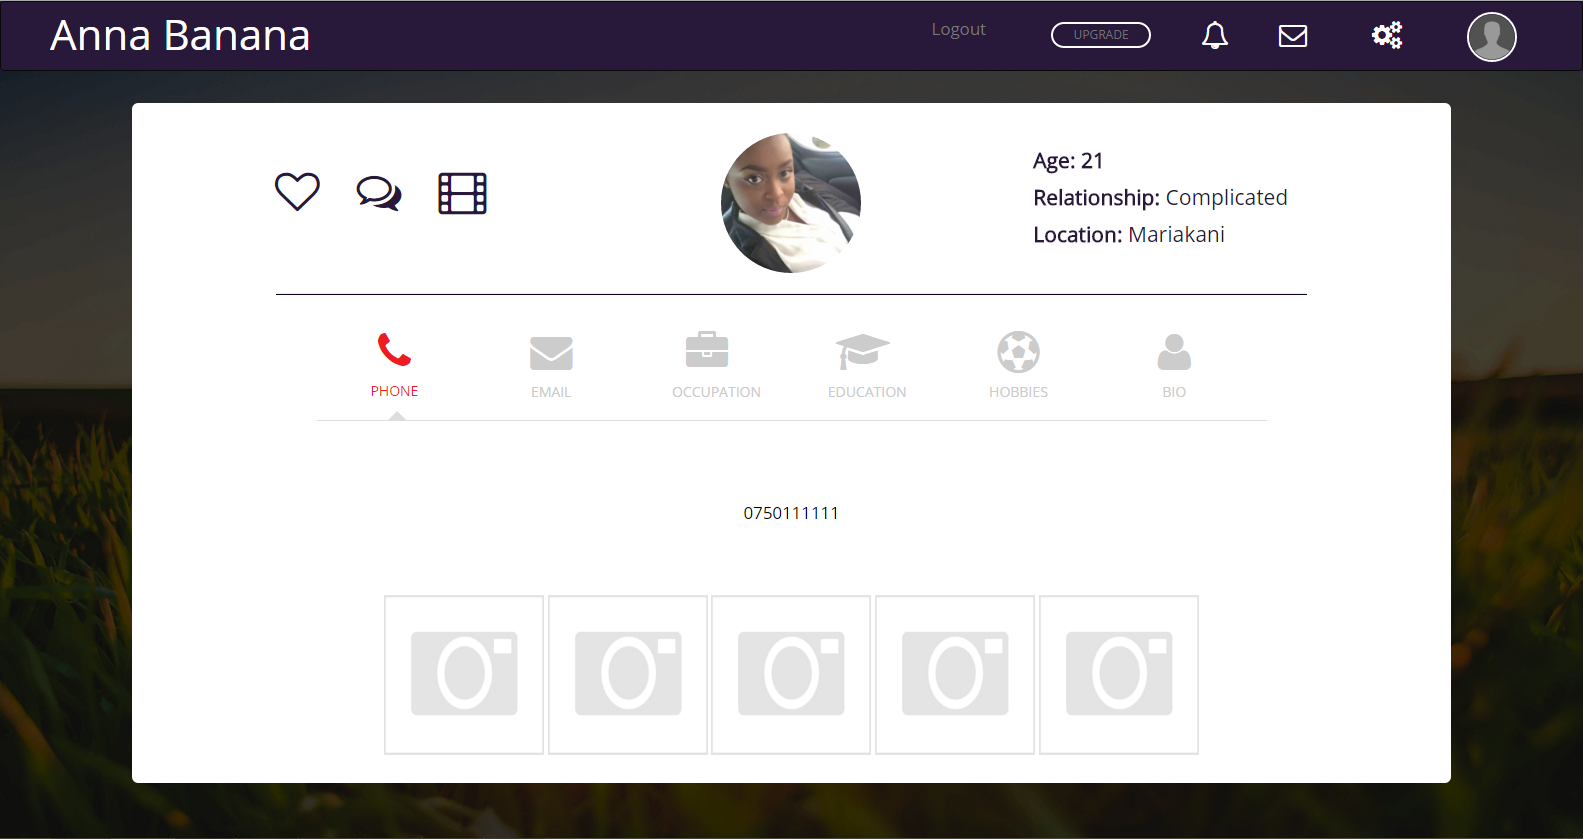 Anna Banana
Logout
UPGRADE
Age: 21
Relationship: Complicated
Location: Mariakani
PHONE
EMAIL
OCCUPATION
EDUCATION
HOBBIES
BIO
0750111111